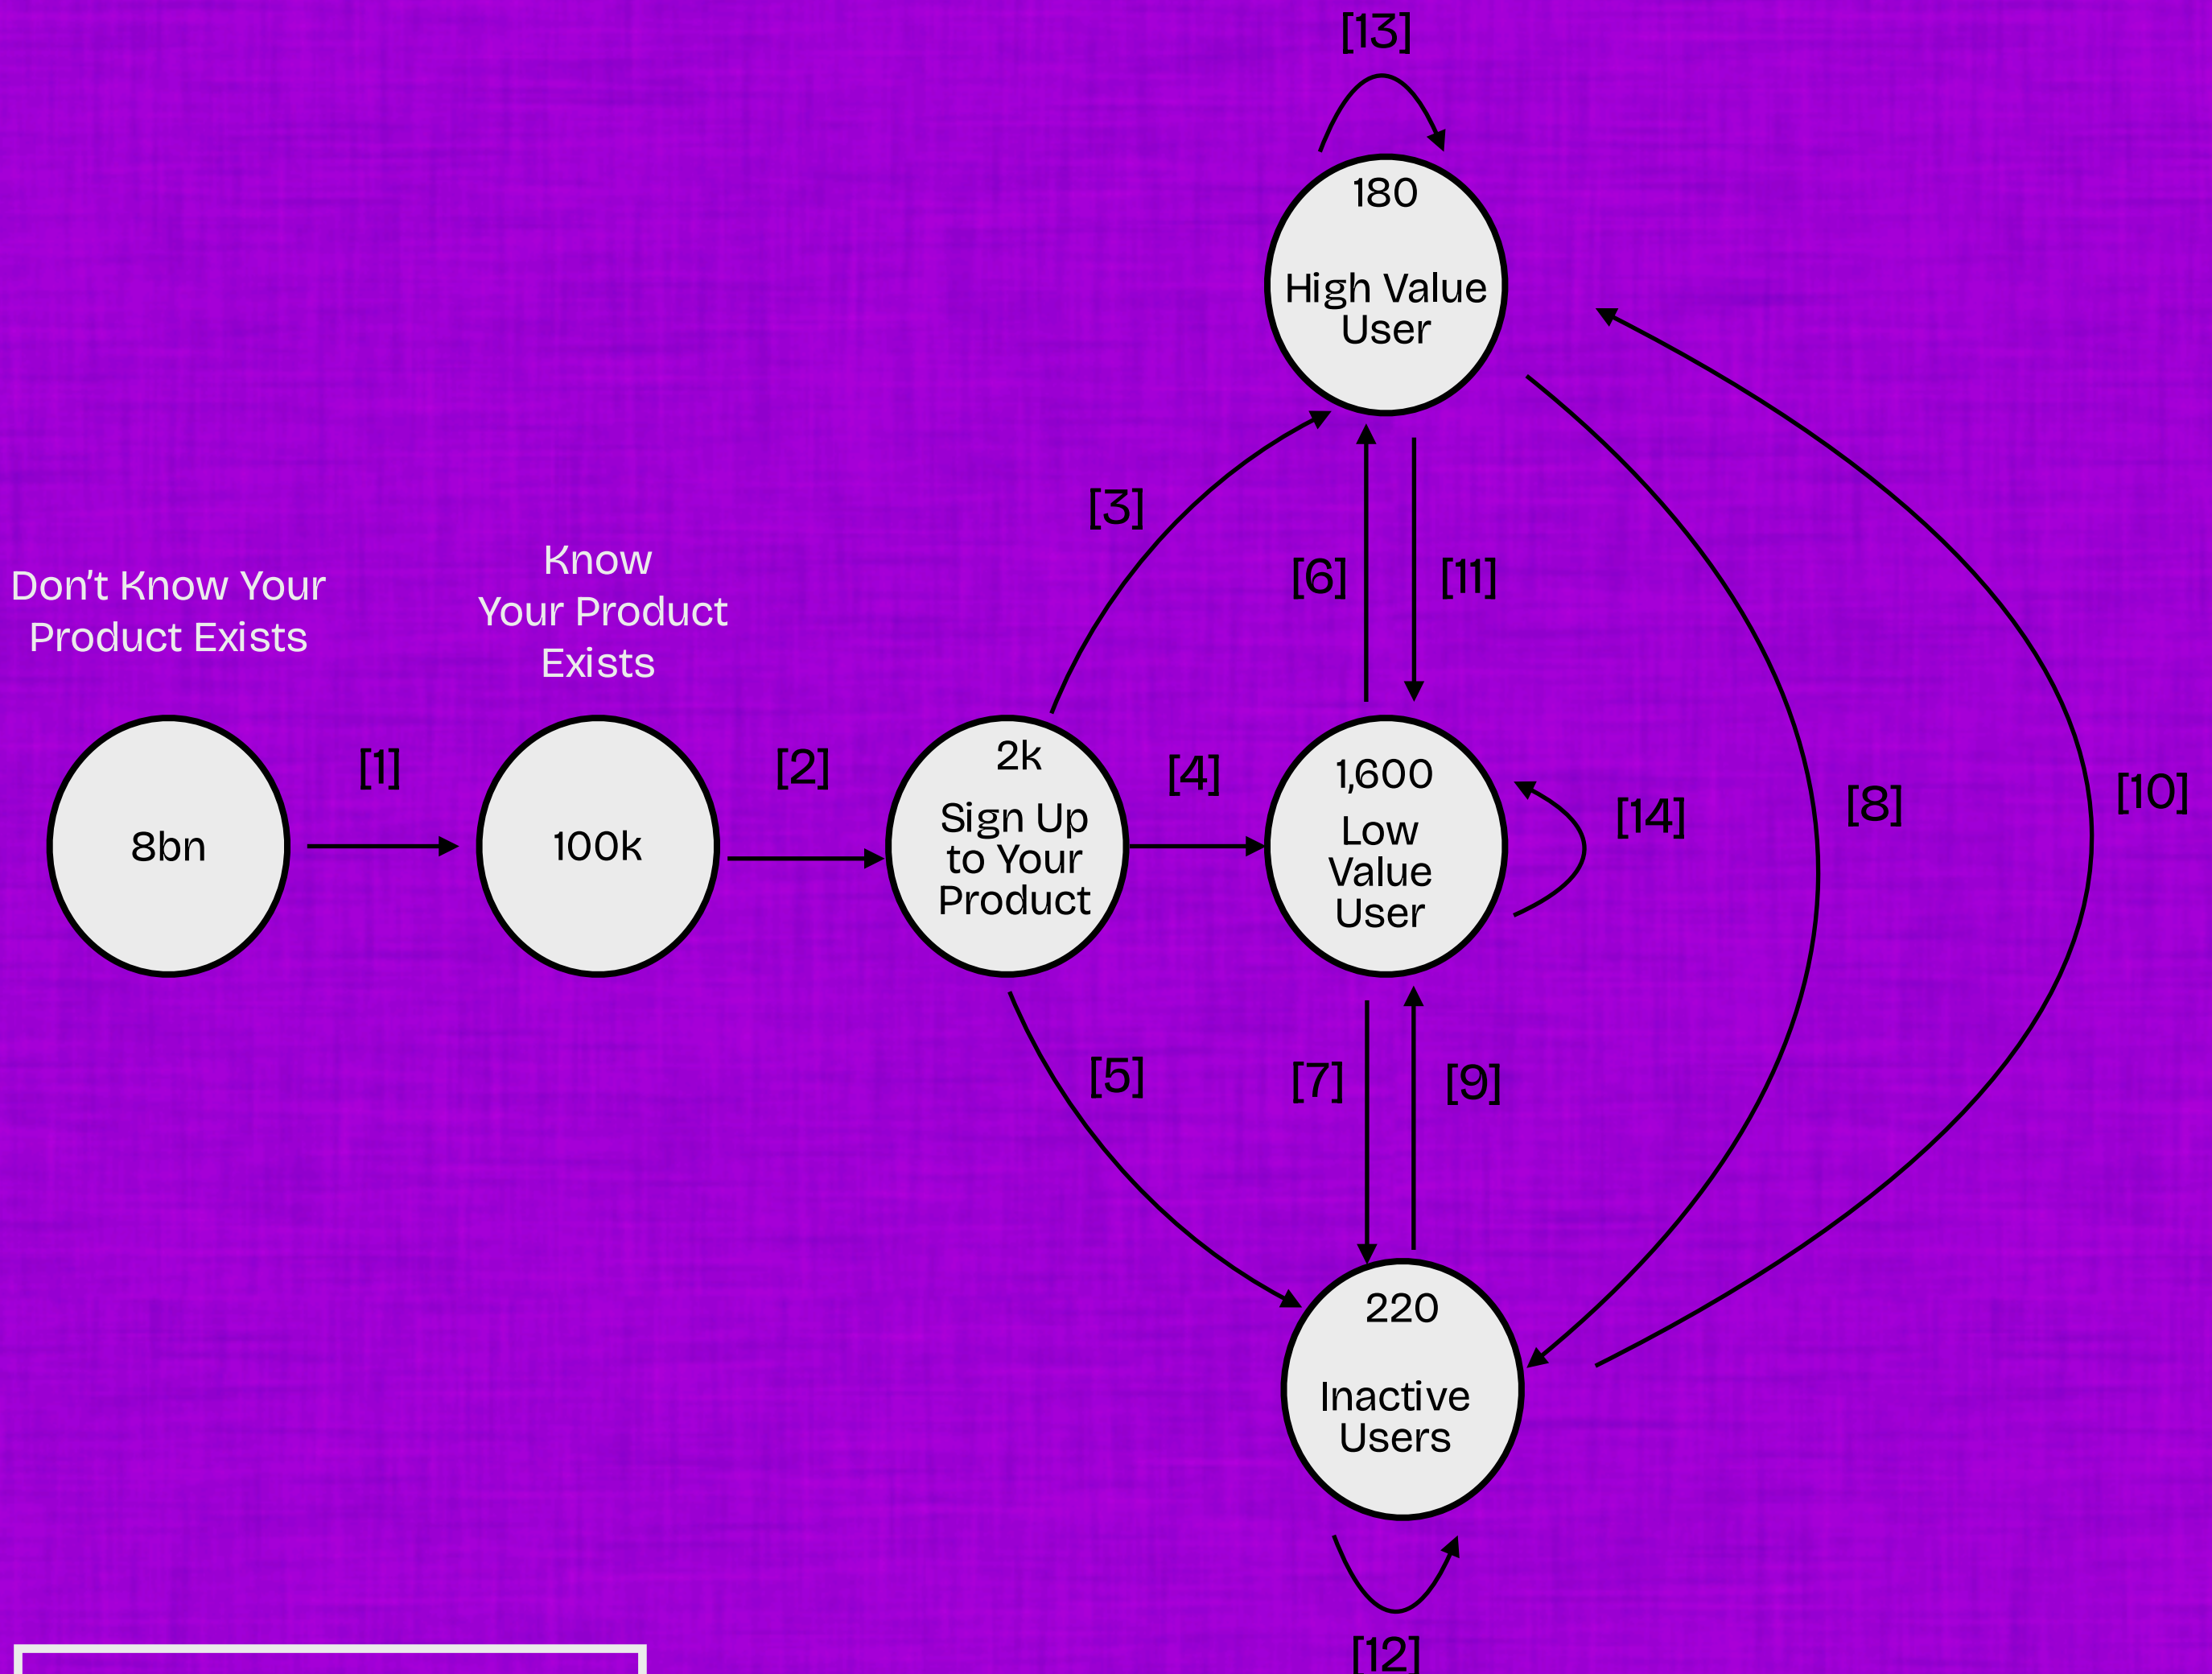 [13]
180
High Value
User
[3]
[6]
[11]
Don't Know Your
Product Exists
Know
Your Product
Exists
8bn
[1]
100k
[2]
2k
Sign Up
to Your
Product
[4]
1,600
Low
Value
User
[14]
[8]
[10]
[5]
[7]
[9]
220
Inactive
Users
[12]